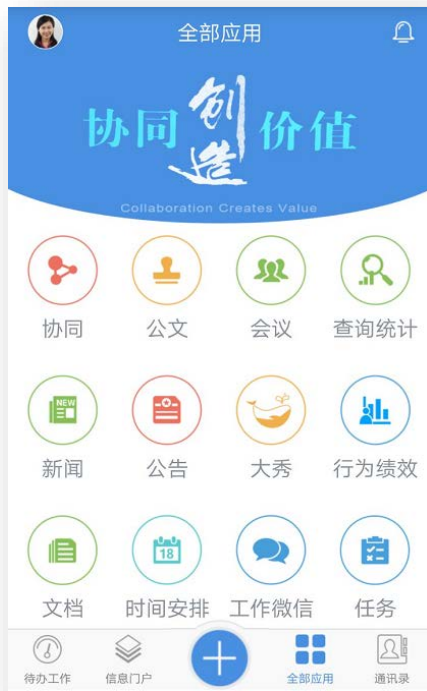 全部应用
协同创造价值
Collaboration Creates Value
协同 公文 会议 查询统计
NEW
新闻 公告 大秀 行为绩效
18
文档 时间安排 工作微信 任务
待办工作 信息门户 全部应用 通讯录